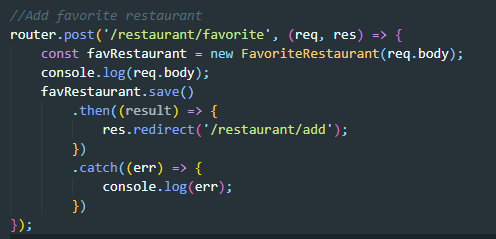 //Add favorite restaurant
router.post('/restaurant/favorite', (req, res) => {
    const favRestaurant = new FavoriteRestaurant(req.body);
    console.log(req.body);
    favRestaurant.save()
        .then((result) => {
            res.redirect('/restaurant/add');
        })
        .catch((err) => {
            console.log(err);
        })
});